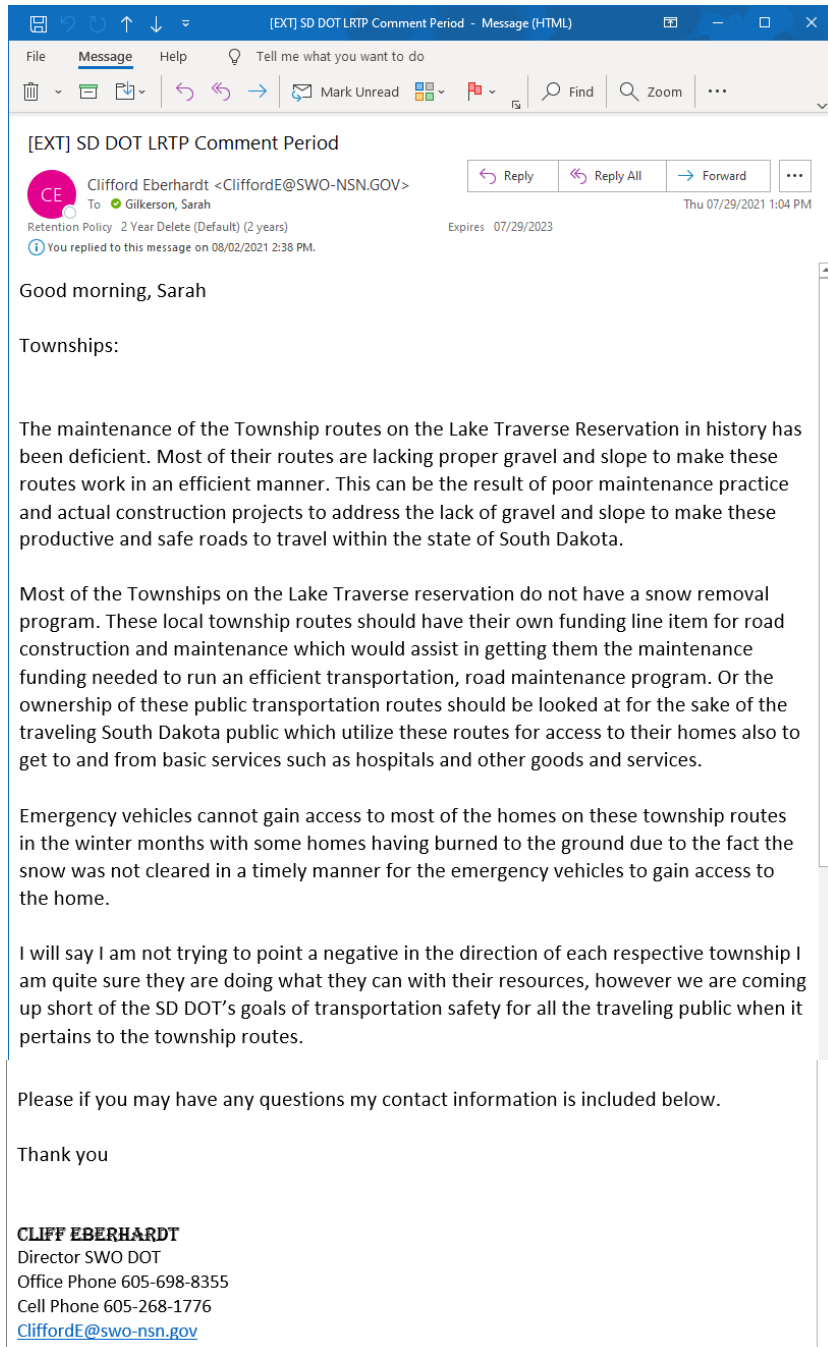 [EXT] SD DOT LRTP Comment Period - Message (HTML)
File Message Help Tell me what you want to do
Mark Unread Find Zoom
[EXT] SD DOT LRTP Comment Period
CE
Clifford Eberhardt <CliffordE@SWO-NSN.GOV>
To Gilkerson, Sarah
Reply Reply All Forward
Thu 07/29/2021 1:04 PM
Retention Policy 2 Year Delete (Default) (2 years) Expires 07/29/2023
You replied to this message on 08/02/2021 2:38 PM.
Good morning, Sarah
Townships:
The maintenance of the Township routes on the Lake Traverse Reservation in history has
been deficient. Most of their routes are lacking proper gravel and slope to make these
routes work in an efficient manner. This can be the result of poor maintenance practice
and actual construction projects to address the lack of gravel and slope to make these
productive and safe roads to travel within the state of South Dakota.
Most of the Townships on the Lake Traverse reservation do not have a snow removal
program. These local township routes should have their own funding line item for road
construction and maintenance which would assist in getting them the maintenance
funding needed to run an efficient transportation, road maintenance program. Or the
ownership of these public transportation routes should be looked at for the sake of the
traveling South Dakota public which utilize these routes for access to their homes also to
get to and from basic services such as hospitals and other goods and services.
Emergency vehicles cannot gain access to most of the homes on these township routes
in the winter months with some homes having burned to the ground due to the fact the
snow was not cleared in a timely manner for the emergency vehicles to gain access to
the home.
I will say I am not trying to point a negative in the direction of each respective township I
am quite sure they are doing what they can with their resources, however we are coming
up short of the SD DOT’s goals of transportation safety for all the traveling public when it
pertains to the township routes.
Please if you may have any questions my contact information is included below.
Thank you
CLIFF EBERHARDT
Director SWO DOT
Office Phone 605-698-8355
Cell Phone 605-268-1776
CliffordE@swo-nsn.gov